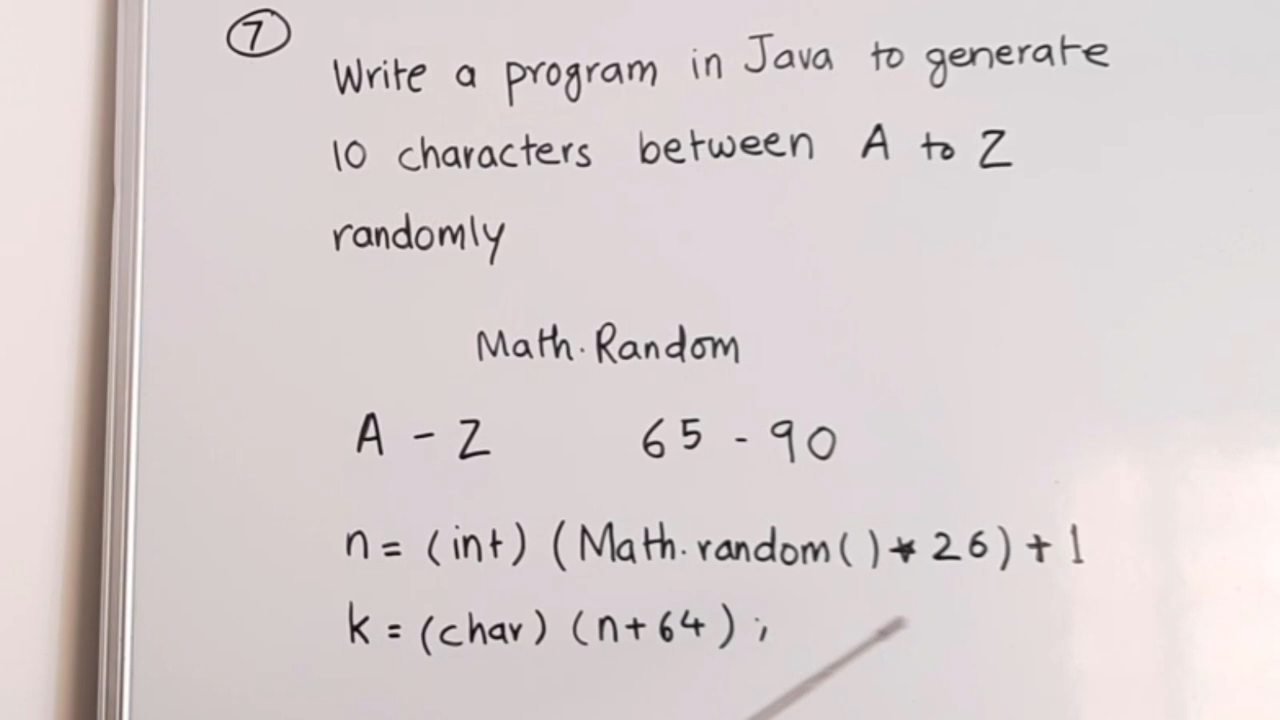 7
Write a program in Java to generate
10 characters between A to Z
randomly
Math.Random
A - Z 65 - 90
n = (int) (Math.random() * 26) + 1
k = (char) (n+64) ;